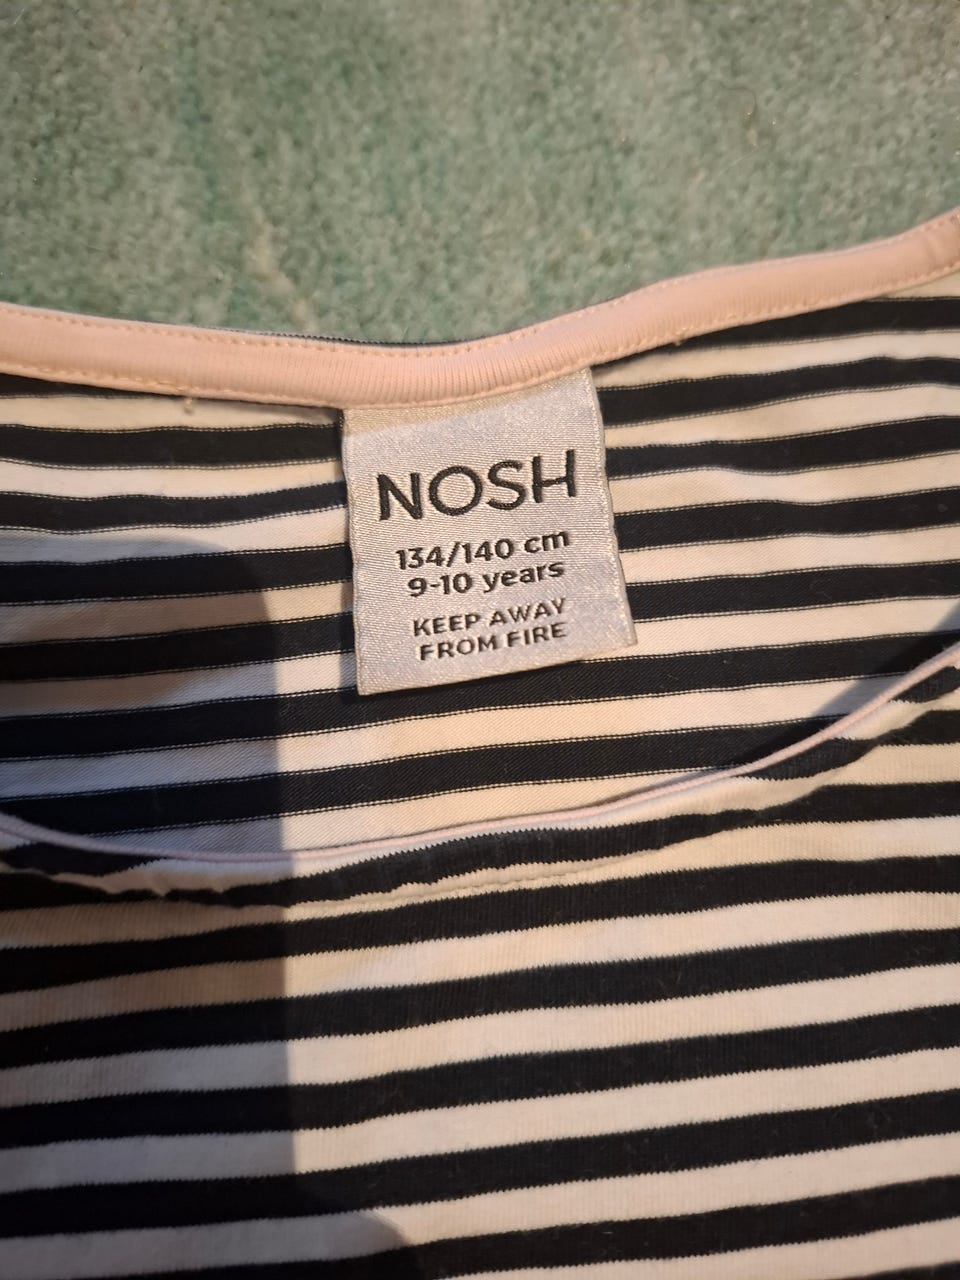 NOSH
134/140 cm
9-10 years
KEEP AWAY
FROM FIRE